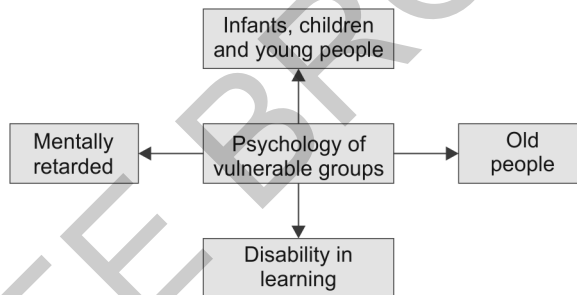 Infants, children
and young people
Mentally
retarded
Psychology of
vulnerable groups
Old
people
Disability in
learning